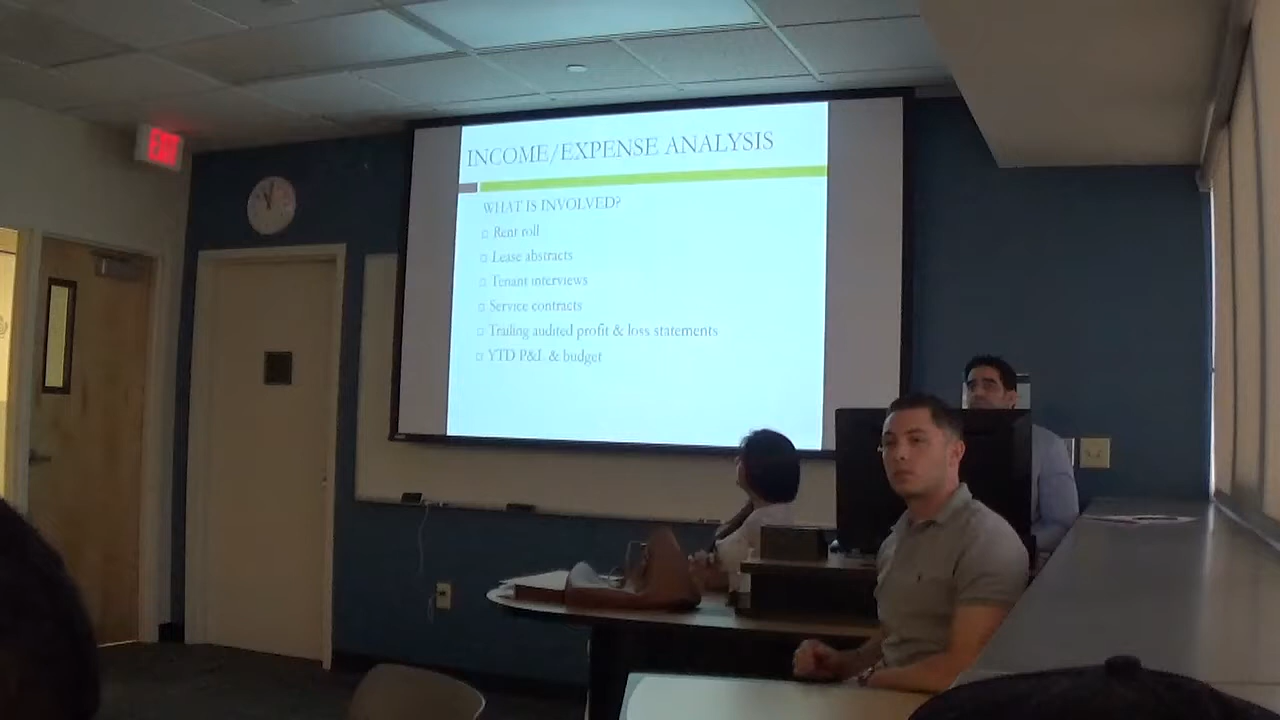 EXIT
INCOME/EXPENSE ANALYSIS
WHAT IS INVOLVED?
Rent roll
Lease abstracts
Tenant interviews
Service contracts
Trailing audited profit & loss statements
YTD P&L & budget